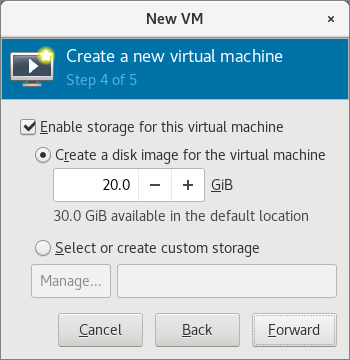 New VM
Create a new virtual machine
Step 4 of 5
Enable storage for this virtual machine
Create a disk image for the virtual machine
20.0 − + GiB
30.0 GiB available in the default location
Select or create custom storage
Manage...
Cancel Back Forward